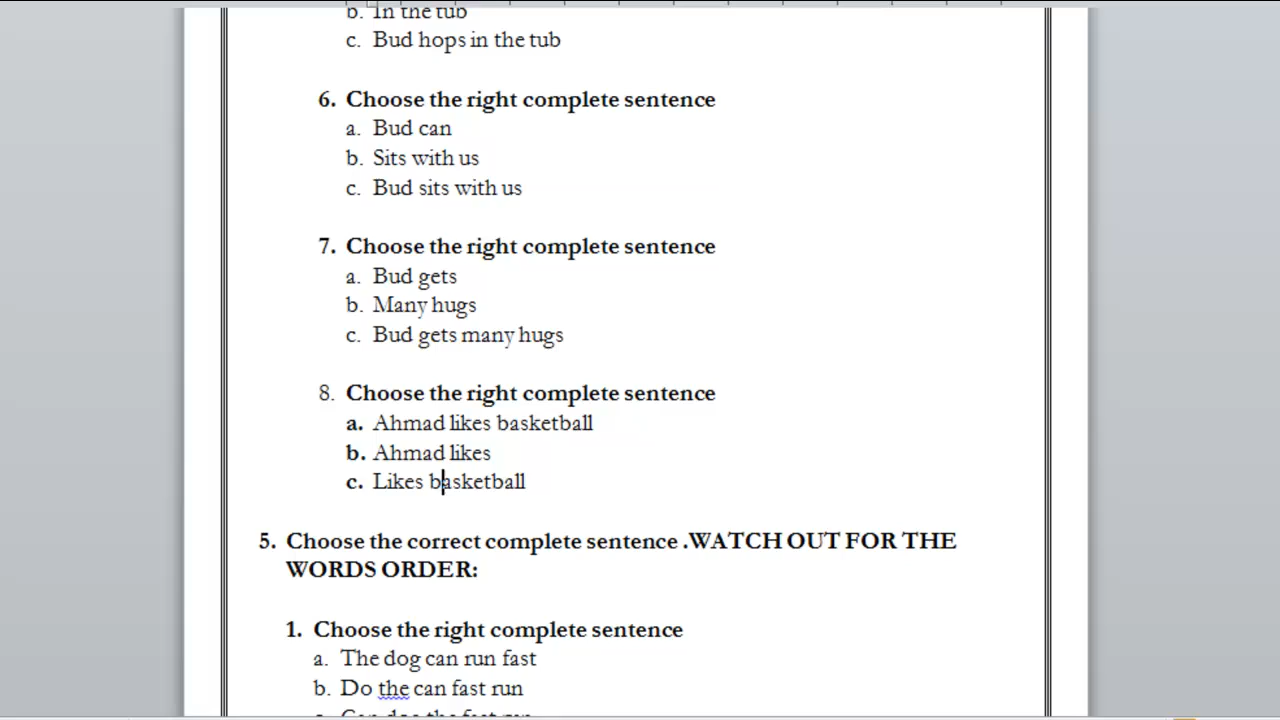 b. In the tub
c. Bud hops in the tub
6. Choose the right complete sentence
a. Bud can
b. Sits with us
c. Bud sits with us
7. Choose the right complete sentence
a. Bud gets
b. Many hugs
c. Bud gets many hugs
8. Choose the right complete sentence
a. Ahmad likes basketball
b. Ahmad likes
c. Likes basketball
5. Choose the correct complete sentence .WATCH OUT FOR THE
WORDS ORDER:
1. Choose the right complete sentence
a. The dog can run fast
b. Do the can fast run